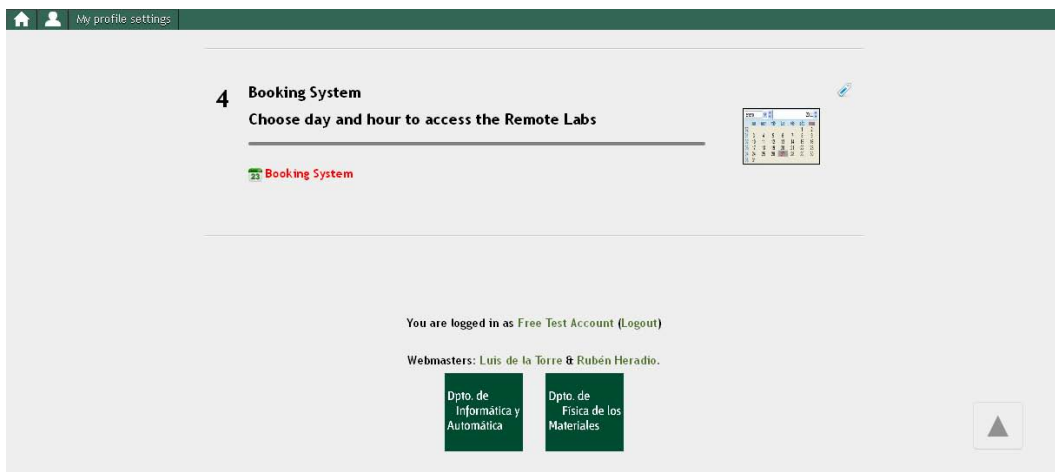 My profile settings
4
Booking System
Choose day and hour to access the Remote Labs
23 Booking System
You are logged in as Free Test Account (Logout)
Webmasters: Luis de la Torre & Rubén Heradio.
Dpto. de
Informática y
Automática
Dpto. de
Física de los
Materiales